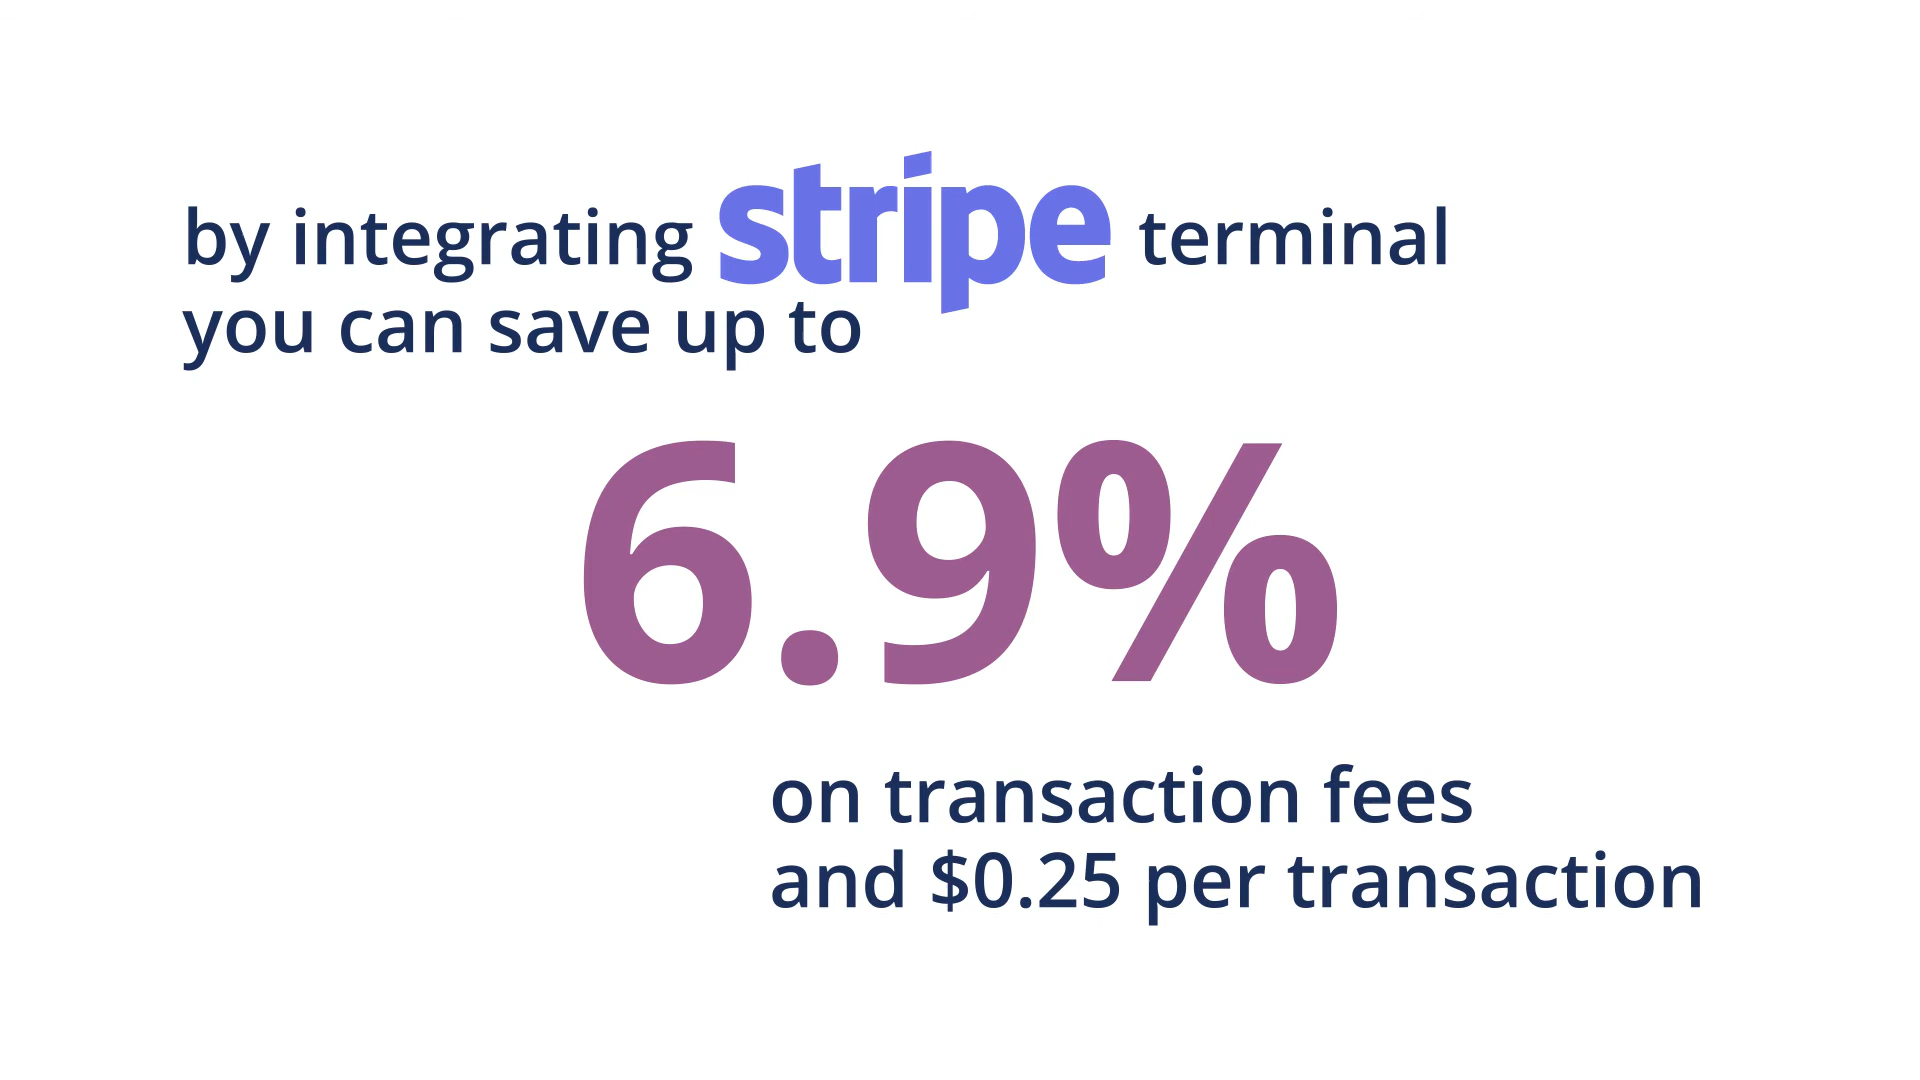 by integrating stripe terminal
you can save up to
6.9%
on transaction fees
and $0.25 per transaction